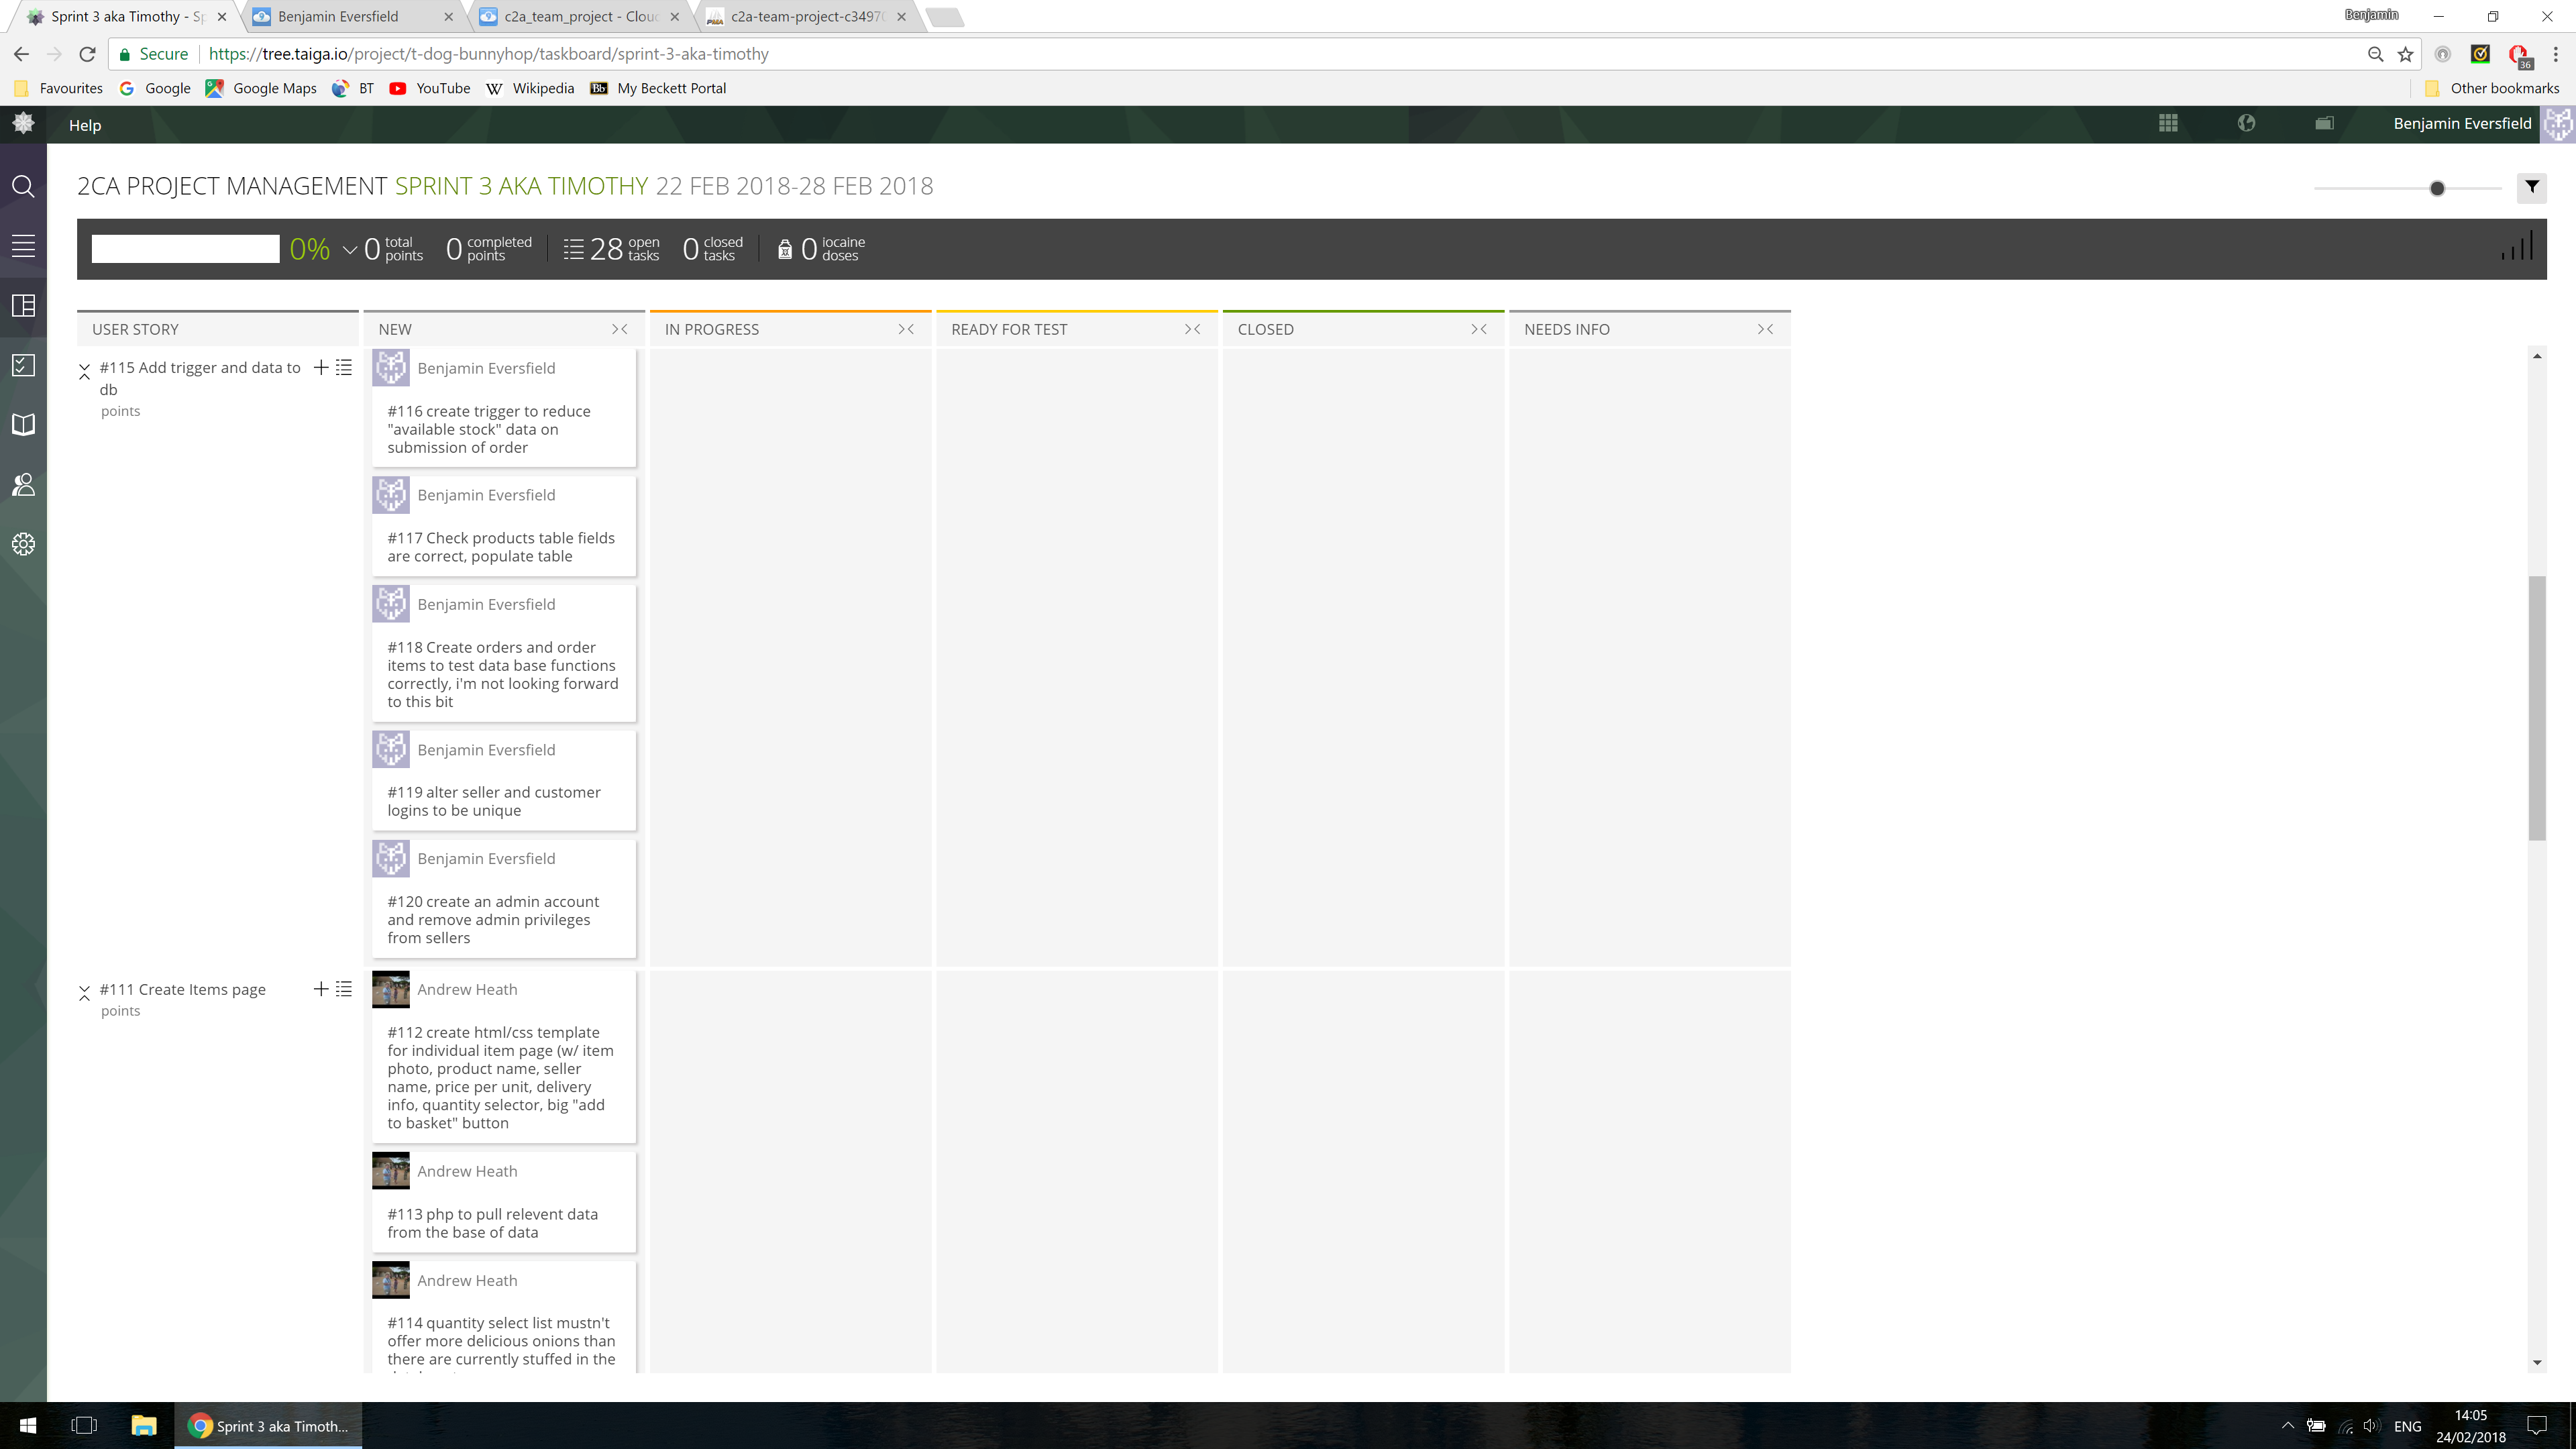 Sprint 3 aka Timothy - Sp
Benjamin Eversfield
c2a_team_project - Cloud
c2a-team-project-c34970
Benjamin
Secure
https://tree.taiga.io/project/t-dog-bunnyhop/taskboard/sprint-3-aka-timothy
36
Favourites
Google
Google Maps
BT
YouTube
W
Wikipedia
Bb
My Beckett Portal
Other bookmarks
Help
Benjamin Eversfield
2CA PROJECT MANAGEMENT SPRINT 3 AKA TIMOTHY 22 FEB 2018-28 FEB 2018
0%
0 total points
0 completed points
28 open tasks
0 closed tasks
0 iocaine doses
USER STORY
NEW
IN PROGRESS
READY FOR TEST
CLOSED
NEEDS INFO
#115 Add trigger and data to
db
points
Benjamin Eversfield
#116 create trigger to reduce
"available stock" data on
submission of order
Benjamin Eversfield
#117 Check products table fields
are correct, populate table
Benjamin Eversfield
#118 Create orders and order
items to test data base functions
correctly, i'm not looking forward
to this bit
Benjamin Eversfield
#119 alter seller and customer
logins to be unique
Benjamin Eversfield
#120 create an admin account
and remove admin privileges
from sellers
#111 Create Items page
points
Andrew Heath
#112 create html/css template
for individual item page (w/ item
photo, product name, seller
name, price per unit, delivery
info, quantity selector, big "add
to basket" button
Andrew Heath
#113 php to pull relevent data
from the base of data
Andrew Heath
#114 quantity select list mustn't
offer more delicious onions than
there are currently stuffed in the
Sprint 3 aka Timoth...
ENG
14:05
24/02/2018